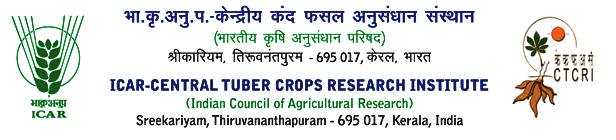 भा.कृ.अनु.प.-केन्द्रीय कंद फसल अनुसंधान संस्थान
(भारतीय कृषि अनुसंधान परिषद)
श्रीकारियम, तिरूवनंतपुरम - 695 017, केरल, भारत
ICAR-CENTRAL TUBER CROPS RESEARCH INSTITUTE
(Indian Council of Agricultural Research)
Sreekariyam, Thiruvananthapuram - 695 017, Kerala, India
भाकृअनुप
ICAR
क क फ अ सं
CTCRI